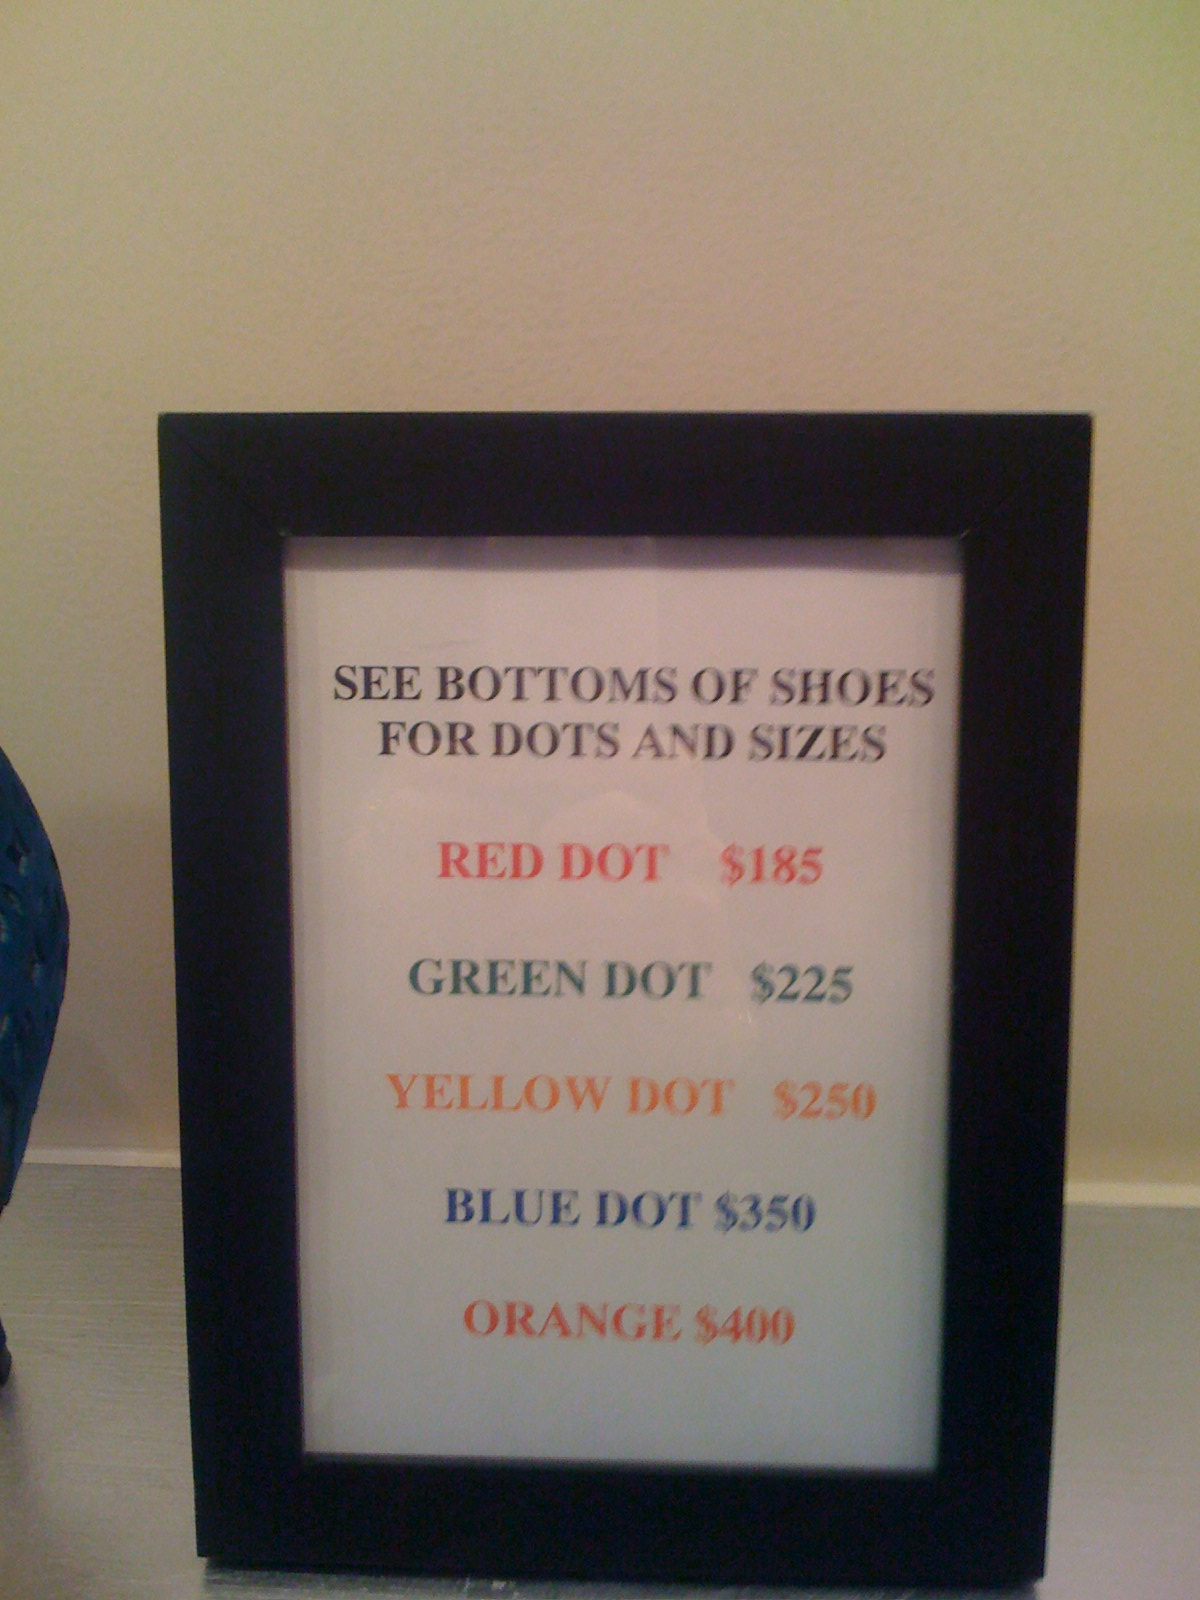 SEE BOTTOMS OF SHOES
FOR DOTS AND SIZES
RED DOT $185
GREEN DOT $225
YELLOW DOT $250
BLUE DOT $350
ORANGE $400